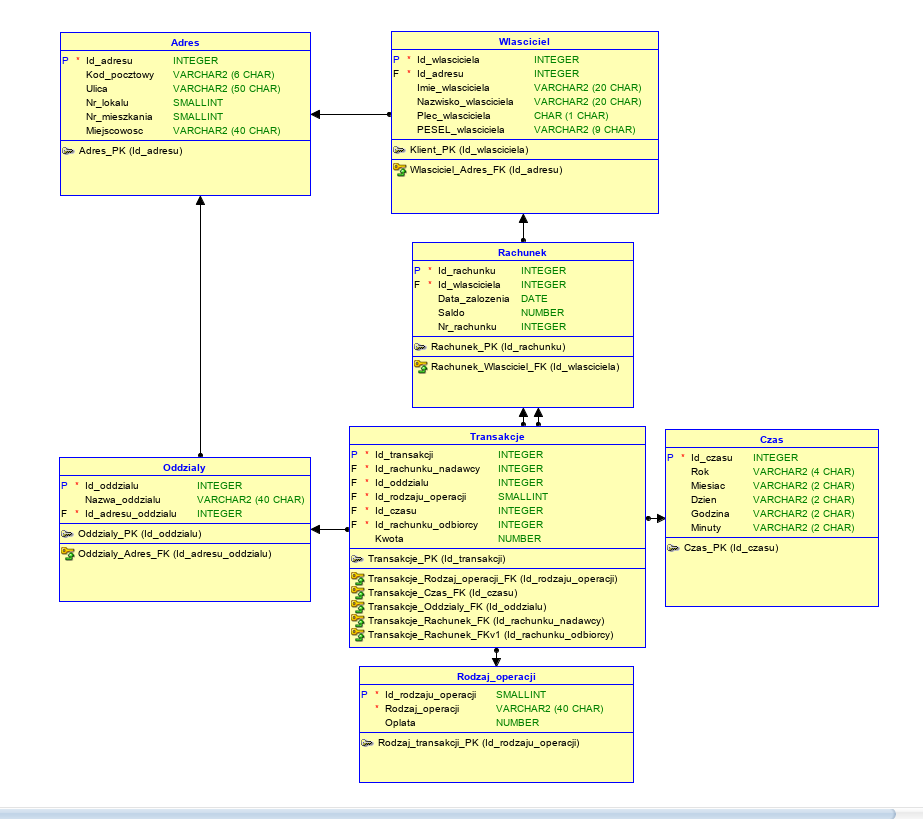 Adres
P * Id_adresu INTEGER
Kod_pocztowy VARCHAR2 (6 CHAR)
Ulica VARCHAR2 (50 CHAR)
Nr_lokalu SMALLINT
Nr_mieszkania SMALLINT
Miejscowosc VARCHAR2 (40 CHAR)
Adres_PK (Id_adresu)
Wlasciciel
P * Id_wlasciciela INTEGER
F * Id_adresu INTEGER
Imie_wlasciciela VARCHAR2 (20 CHAR)
Nazwisko_wlasciciela VARCHAR2 (20 CHAR)
Plec_wlasciciela CHAR (1 CHAR)
PESEL_wlasciciela VARCHAR2 (9 CHAR)
Klient_PK (Id_wlasciciela)
Wlasciciel_Adres_FK (Id_adresu)
Rachunek
P * Id_rachunku INTEGER
F * Id_wlasciciela INTEGER
Data_zalozenia DATE
Saldo NUMBER
Nr_rachunku INTEGER
Rachunek_PK (Id_rachunku)
Rachunek_Wlasciciel_FK (Id_wlasciciela)
Oddzialy
P * Id_oddzialu INTEGER
Nazwa_oddzialu VARCHAR2 (40 CHAR)
F * Id_adresu_oddzialu INTEGER
Oddzialy_PK (Id_oddzialu)
Oddzialy_Adres_FK (Id_adresu_oddzialu)
Transakcje
P * Id_transakcji INTEGER
F * Id_rachunku_nadawcy INTEGER
F * Id_oddzialu INTEGER
F * Id_rodzaju_operacji SMALLINT
F * Id_czasu INTEGER
F * Id_rachunku_odbiorcy INTEGER
Kwota NUMBER
Transakcje_PK (Id_transakcji)
Transakcje_Rodzaj_operacji_FK (Id_rodzaju_operacji)
Transakcje_Czas_FK (Id_czasu)
Transakcje_Oddzialy_FK (Id_oddzialu)
Transakcje_Rachunek_FK (Id_rachunku_nadawcy)
Transakcje_Rachunek_FKv1 (Id_rachunku_odbiorcy)
Czas
P * Id_czasu INTEGER
Rok VARCHAR2 (4 CHAR)
Miesiac VARCHAR2 (2 CHAR)
Dzien VARCHAR2 (2 CHAR)
Godzina VARCHAR2 (2 CHAR)
Minuty VARCHAR2 (2 CHAR)
Czas_PK (Id_czasu)
Rodzaj_operacji
P * Id_rodzaju_operacji SMALLINT
* Rodzaj_operacji VARCHAR2 (40 CHAR)
Oplata NUMBER
Rodzaj_transakcji_PK (Id_rodzaju_operacji)